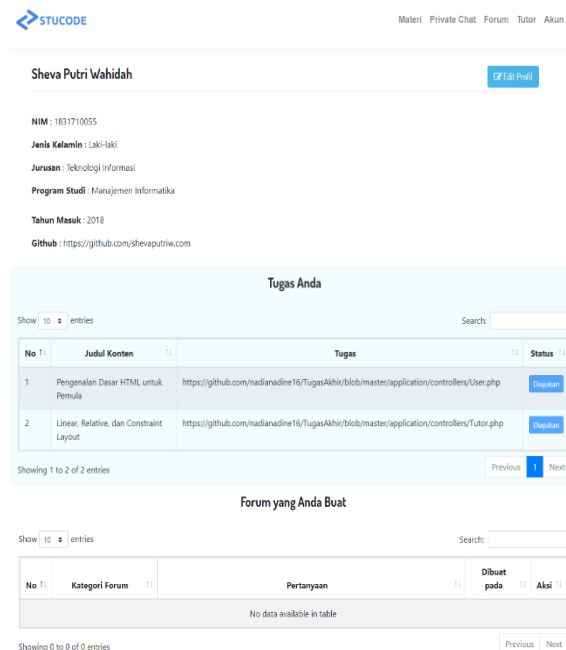 STUCODE
Materi Private Chat Forum Tutor Akun
Sheva Putri Wahidah
Edit Profil
NIM : 1831710055
Jenis Kelamin : Laki-laki
Jurusan : Teknologi Informasi
Program Studi : Manajemen Informatika
Tahun Masuk : 2018
Github : https://github.com/shevaputriw.com
Tugas Anda
Show 10 entries
Search:
No Judul Konten Tugas Status
1 Pengenalan Dasar HTML untuk https://github.com/nadianadine16/TugasAkhir/blob/master/application/controllers/User.php Diajukan
Pemula
2 Linear, Relative, dan Constraint https://github.com/nadianadine16/TugasAkhir/blob/master/application/controllers/Tutor.php Diajukan
Layout
Showing 1 to 2 of 2 entries
Previous 1 Next
Forum yang Anda Buat
Show 10 entries
Search:
No Kategori Forum Pertanyaan Dibuat
pada Aksi
No data available in table
Showing 0 to 0 of 0 entries
Previous Next